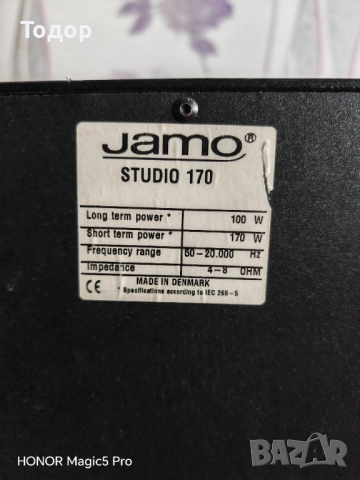 Тодор
Jamo®
STUDIO 170
Long term power * 100 W
Short term power * 170 W
Frequency range 50-20.000 Hz
Impedance 4-8 OHM
CE MADE IN DENMARK
* Specifications according to IEC 268-5
HONOR Magic5 Pro
BAZAR